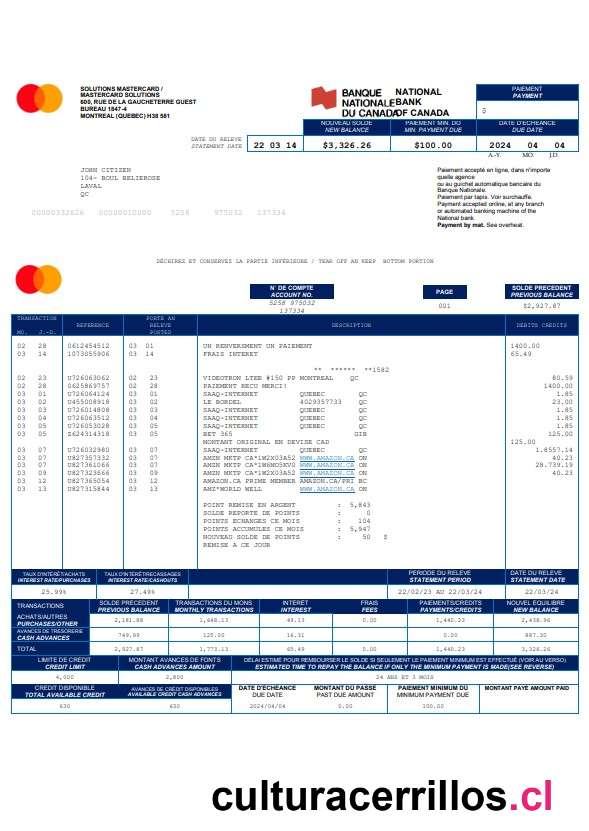 SOLUTIONS MASTERCARD /
MASTERCARD SOLUTIONS
600, RUE DE LA GAUCHETERRE GUEST
BUREAU 1847-4
MONTREAL (QUEBEC) H38 581
BANQUE NATIONALE DU CANADA
NATIONAL BANK OF CANADA
PAIEMENT
PAYMENT
DATE DU RELEVE
STATEMENT DATE
22 03 14
NOUVEAU SOLDE
NEW BALANCE
$3,326.26
PAIEMENT MIN. DO
MIN. PAYMENT DUE
$100.00
DATE D'ECHEANCE
DUE DATE
2024 04 04
A.-Y. MO. J.D.
JOHN CITIZEN
104- BOUL RELIEROSE
LAVAL
QC
00000332626 00000010000 5258 975032 137334
Paiement accepté en ligne, dans n'importe
quelle agence
ou au guichet automatique bancaire du
Banque Nationale.
Paiement par tapis. Voir surchauffe.
Payment accepted online, at any branch
or automated banking machine of the
National bank.
Payment by mat. See overheat.
DÉCHIREZ ET CONSERVEZ LA PARTIE INFÉRIEURE / TEAR OFF AN KEEP BOTTOM PORTION
N° DE COMPTE
ACCOUNT NO.
5258 975032
137334
PAGE
001
SOLDE PRECEDENT
PREVIOUS BALANCE
$2,927.87
TRANSACTION
MO. J.-D.
REFERENCE
PORTE AN
RELEVE
POSTED
DESCRIPTION
DÉBITS CRÉDITS
02 28 0612454512 03 01 UN RENVERSMENT UN PAIEMENT 1400.00
03 14 1073055906 03 14 FRAIS INTERET 65.49
** ****** **1582
02 23 U726063062 02 23 VIDEOTRON LTEE #150 PP MONTREAL QC 80.59
02 28 0625869757 02 28 PAIEMENT RECU MERCI! 1400.00
03 01 U726064124 03 01 SAAQ-INTERNET QUEBEC QC 1.85
03 02 U455008918 03 02 LE BORDEL 4029357733 QC 23.00
03 03 U726014808 03 03 SAAQ-INTERNET QUEBEC QC 1.85
03 04 U726063512 03 04 SAAQ-INTERNET QUEBEC QC 1.85
03 05 U726053028 03 05 SAAQ-INTERNET QUEBEC QC 1.85
03 05 S624314318 03 05 BET 365 GIB 125.00
MONTANT ORIGINAL EN DEVISE CAD 125.00
03 07 U726032980 03 07 SAAQ-INTERNET QUEBEC QC 1.8557.14
03 07 U827357332 03 07 AMZN MKTP CA*1W2X03A52 WWW.AMAZON.CA ON 40.23
03 07 U827361066 03 07 AMZN MKTP CA*1W6MO5XV0 WWW.AMAZON.CA ON 28.739.19
03 09 U827323666 03 09 AMZN MKTP CA*1W2X03A52 WWW.AMAZON.CA ON 40.23
03 12 U827365054 03 12 AMAZON.CA PRIME MEMBER AMAZON.CA/PRI BC
03 13 U827315844 03 13 AMZ*WORLD WELL WWW.AMAZON.CA ON
POINT REMISE EN ARGENT : 5,843
SOLDE REPORTE DE POINTS : 0
POINTS ECHANGES CE MOIS : 104
POINTS ACCUMULES CE MOIS : 5,947
NOUVEAU SOLDE DE POINTS : 50 $
REMISE A CE JOUR
TAUX D'INTÉRÊT/ACHATS
INTEREST RATE/PURCHASES
25.99%
TAUX D'INTÉRÊT/RECASSAGES
INTEREST RATE/CASHOUTS
27.49%
PERIODE DU RELEVE
STATEMENT PERIOD
22/02/23 AU 22/03/24
DATE DU RELEVE
STATEMENT DATE
22/03/24
TRANSACTIONS
SOLDE PRÉCÉDENT
PREVIOUS BALANCE
TRANSACTIONS DU MONS
MONTHLY TRANSACTIONS
INTERET
INTEREST
FRAIS
FEES
PAIEMENTS/CREDITS
PAYMENTS/CREDITS
NOUVEL EQUILIBRE
NEW BALANCE
ACHATS/AUTRES
PURCHASES/OTHER
49.13 0.00 1,440.23 2,438.96
AVANCES DE TRESORERIE
CASH ADVANCES
749.99 125.00 16.31 0.00 887.30
TOTAL 2,927.87 1,773.13 65.49 0.00 1,440.23 3,326.26
LIMITE DE CRÉDIT
CREDIT LIMIT
4,000
MONTANT AVANCES DE FONTS
CASH ADVANCES AMOUNT
2,800
DÉLAI ESTIMÉ POUR REMBOURSER LE SOLDE SI SEULEMENT LE PAIEMENT MINIMUM EST EFFECTUÉ (VOIR AU VERSO)
ESTIMATED TIME TO REPAY THE BALANCE IF ONLY THE MINIMUM PAYMENT IS MADE(SEE REVERSE)
24 ANS ET 3 MOIS
CREDIT DISPONIBLE
TOTAL AVAILABLE CREDIT
630
AVANCES DE CRÉDIT DISPONIBLES
AVAILABLE CREDIT CASH ADVANCES
630
DATE D'ÉCHEANCE
DUE DATE
2024/04/04
MONTANT DU PASSE
PAST DUE AMOUNT
0.00
PAIEMENT MINIMUM DÜ
MINIMUM PAYMENT DUE
100.00
MONTANT PAYÉ AMOUNT PAID
culturacerrillos.cl